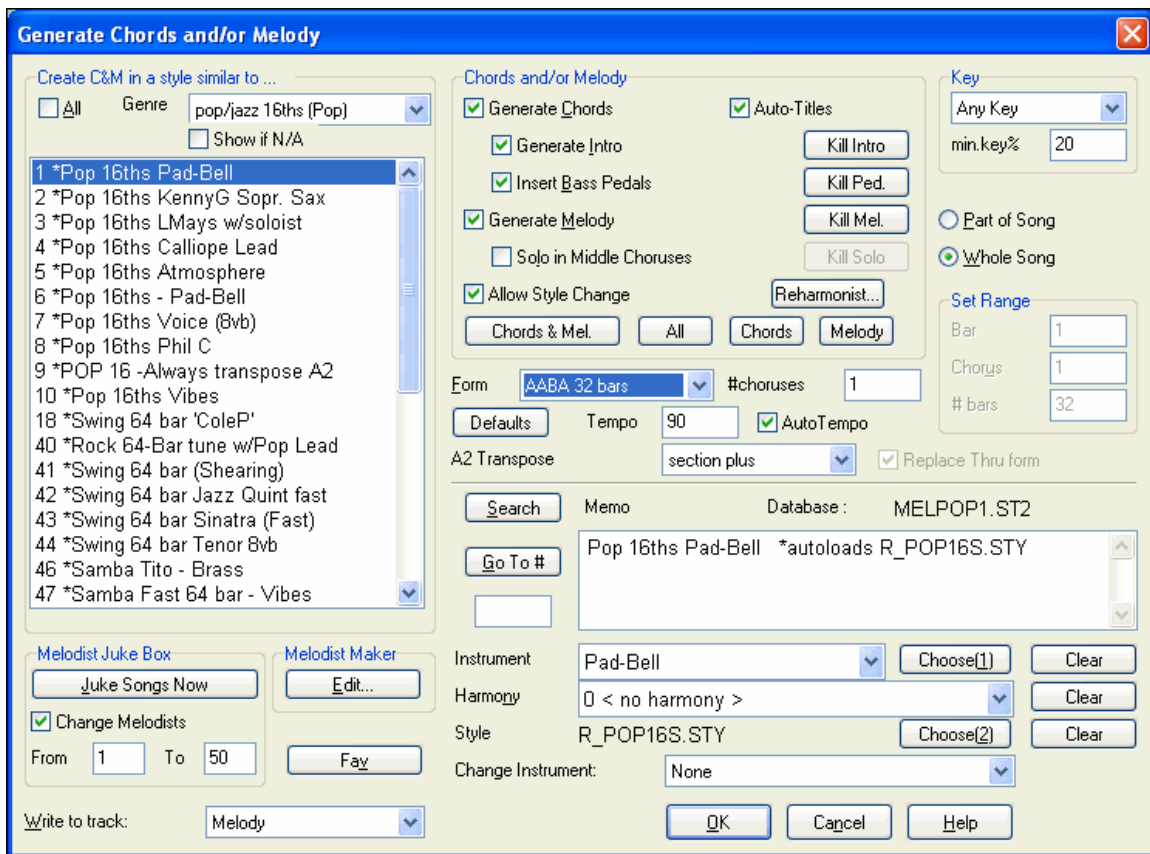 Generate Chords and/or Melody
Create C&M in a style similar to ...
All Genre pop/jazz 16ths (Pop)
Show if N/A
1 *Pop 16ths Pad-Bell
2 *Pop 16ths KennyG Sopr. Sax
3 *Pop 16ths LMays w/soloist
4 *Pop 16ths Calliope Lead
5 *Pop 16ths Atmosphere
6 *Pop 16ths - Pad-Bell
7 *Pop 16ths Voice (8vb)
8 *Pop 16ths Phil C
9 *POP 16 -Always transpose A2
10 *Pop 16ths Vibes
18 *Swing 64 bar 'ColeP'
40 *Rock 64-Bar tune w/Pop Lead
41 *Swing 64 bar (Shearing)
42 *Swing 64 bar Jazz Quint fast
43 *Swing 64 bar Sinatra (Fast)
44 *Swing 64 bar Tenor 8vb
46 *Samba Tito - Brass
47 *Samba Fast 64 bar - Vibes
Melodist Juke Box
Juke Songs Now
Change Melodists
From 1 To 50
Melodist Maker
Edit...
Fav
Write to track: Melody
Chords and/or Melody
Generate Chords Auto-Titles
Generate Intro Kill Intro
Insert Bass Pedals Kill Ped.
Generate Melody Kill Mel.
Solo in Middle Choruses Kill Solo
Allow Style Change Reharmonist...
Chords & Mel. All Chords Melody
Key
Any Key
min.key% 20
Part of Song
Whole Song
Set Range
Bar 1
Chorus 1
# bars 32
Form AABA 32 bars #choruses 1
Defaults Tempo 90 AutoTempo
A2 Transpose section plus Replace Thru form
Search Memo Database : MELPOP1.ST2
Go To #
Pop 16ths Pad-Bell *autoloads R_POP16S.STY
Instrument Pad-Bell Choose(1) Clear
Harmony 0 < no harmony > Clear
Style R_POP16S.STY Choose(2) Clear
Change Instrument: None
OK Cancel Help